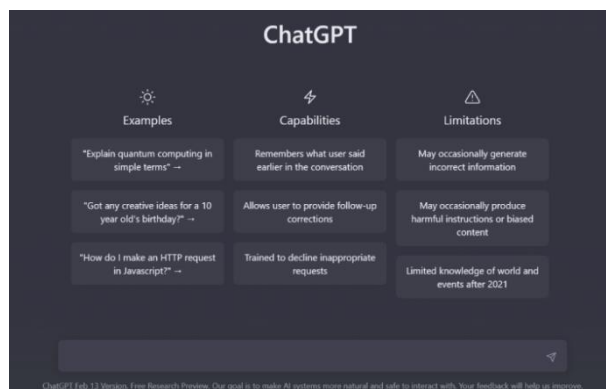 ChatGPT
Examples
"Explain quantum computing in
simple terms" →
"Got any creative ideas for a 10
year old's birthday?" →
"How do I make an HTTP request
in Javascript?" →
Capabilities
Remembers what user said
earlier in the conversation
Allows user to provide follow-up
corrections
Trained to decline inappropriate
requests
Limitations
May occasionally generate
incorrect information
May occasionally produce
harmful instructions or biased
content
Limited knowledge of world and
events after 2021
ChatGPT Feb 13 Version. Free Research Preview. Our goal is to make AI systems more natural and safe to interact with. Your feedback will help us improve.